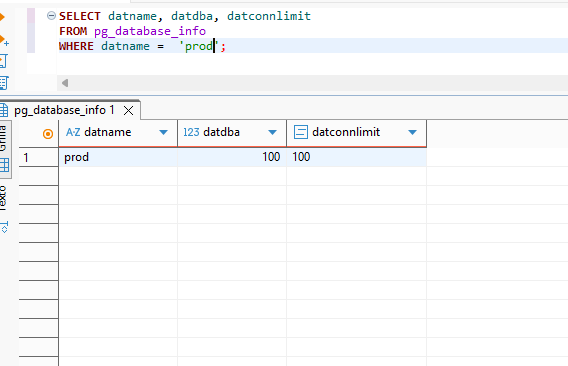 SELECT datname, datdba, datconnlimit
FROM pg_database_info
WHERE datname =  'prod';
pg_database_info 1
Grilla
Texto
A-Z datname
123 datdba
datconnlimit
1
prod
100
100